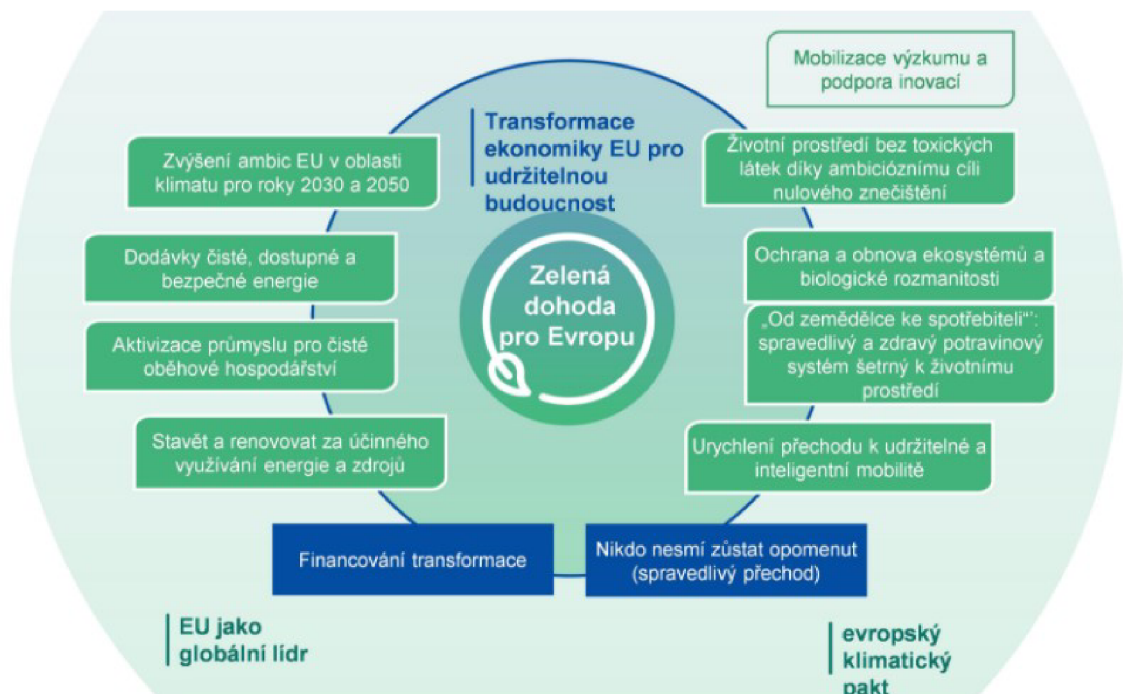 Mobilizace výzkumu a
podpora inovací
Transformace
ekonomiky EU pro
udržitelnou
budoucnost
Zvýšení ambic EU v oblasti
klimatu pro roky 2030 a 2050
Životní prostředí bez toxických
látek díky ambicióznímu cíli
nulového znečištění
Dodávky čisté, dostupné a
bezpečné energie
Ochrana a obnova ekosystémů a
biologické rozmanitosti
Zelená
dohoda
pro Evropu
Aktivizace průmyslu pro čisté
oběhové hospodářství
„Od zemědělce ke spotřebiteli“':
spravedlivý a zdravý potravinový
systém šetrný k životnímu
prostředí
Stavět a renovovat za účinného
využívání energie a zdrojů
Urychlení přechodu k udržitelné a
inteligentní mobilitě
Financování transformace
Nikdo nesmí zůstat opomenut
(spravedlivý přechod)
EU jako
globální lídr
evropský
klimatický
pakt